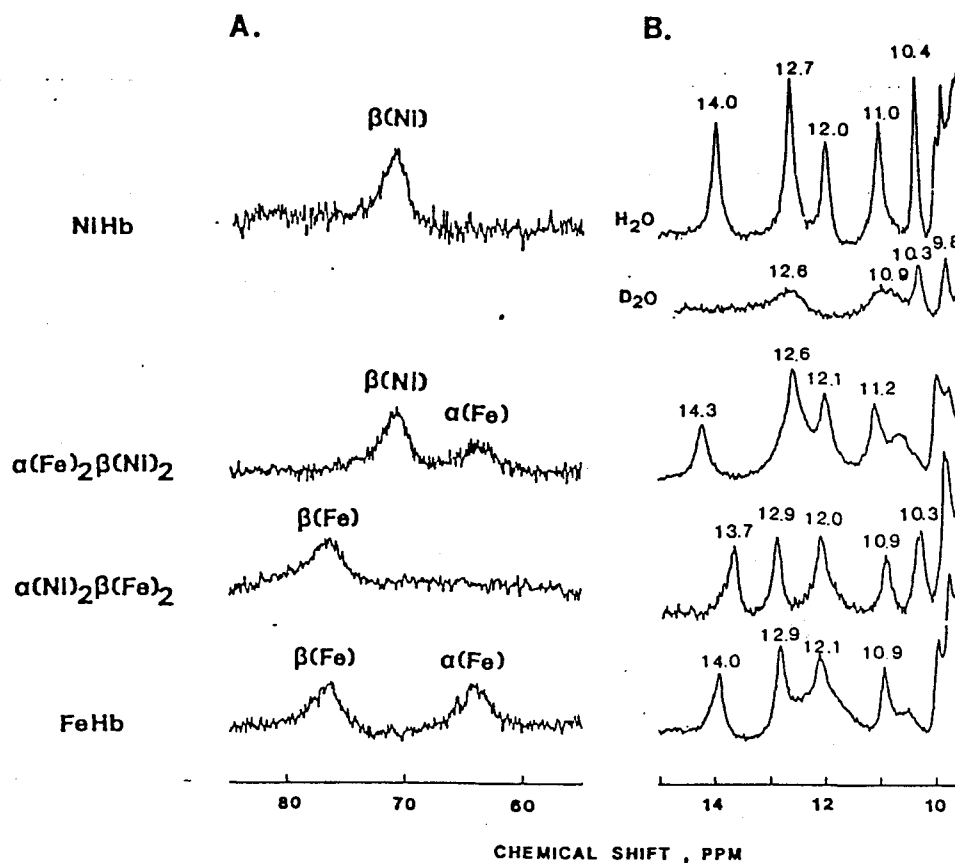 A.
B.
NiHb
β(Ni)
14.0
12.7
12.0
11.0
10.4
H2O
D2O
12.6
10.9
10.3
9.8
α(Fe)2β(Ni)2
β(Ni)
α(Fe)
14.3
12.6
12.1
11.2
α(Ni)2β(Fe)2
β(Fe)
13.7
12.9
12.0
10.9
10.3
FeHb
β(Fe)
α(Fe)
14.0
12.9
12.1
10.9
80 70 60
14 12 10
CHEMICAL SHIFT , PPM